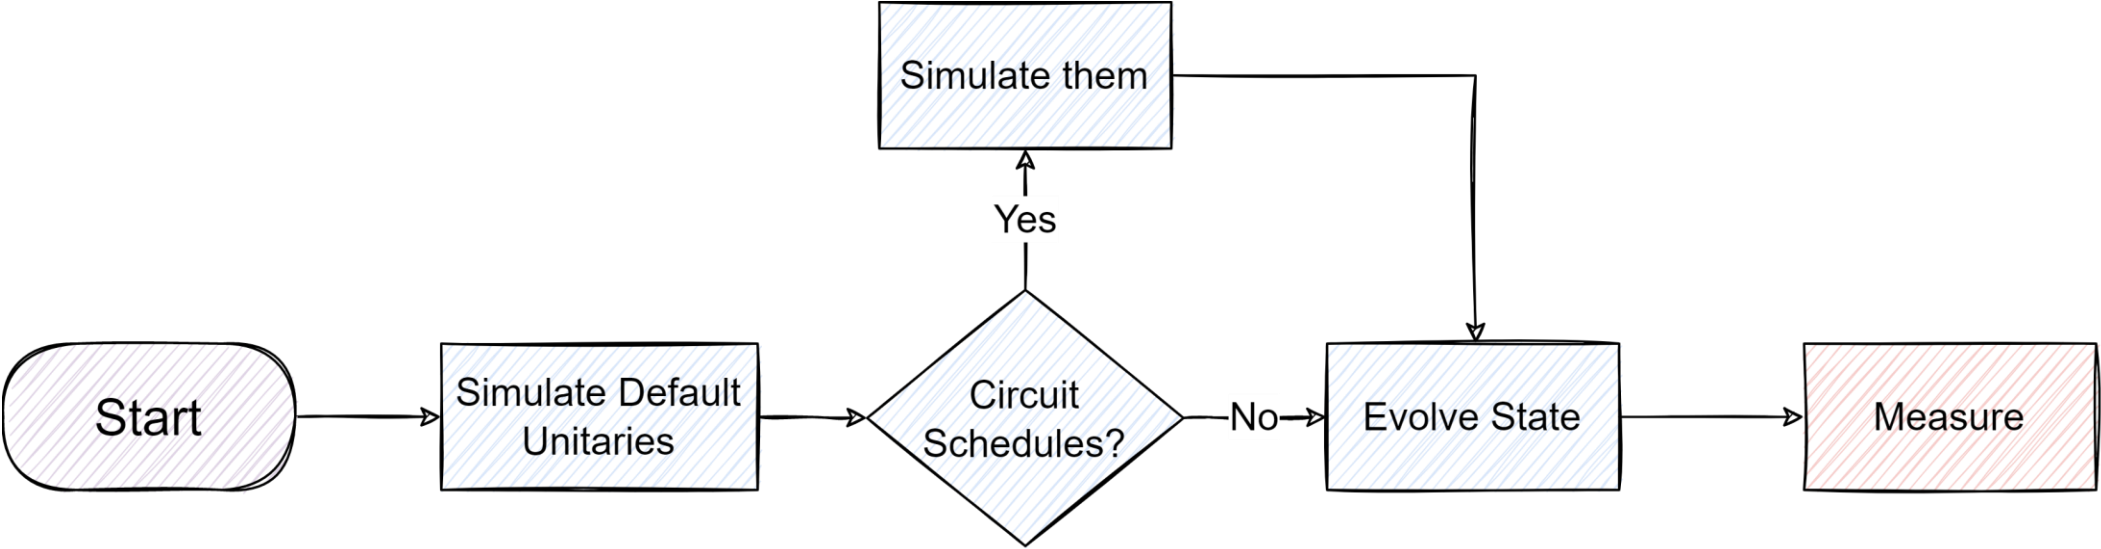 Simulate them
Yes
Start
Simulate Default
Unitaries
Circuit
Schedules?
No
Evolve State
Measure